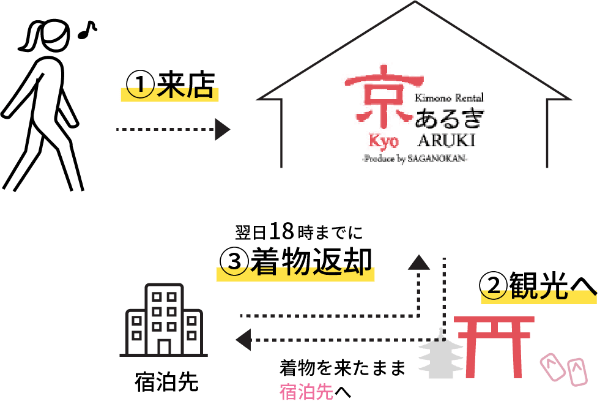 ①来店
京
Kimono Rental
あるき
Kyo ARUKI
-Produce by SAGANOKAN-
翌日18時までに
③着物返却
②観光へ
宿泊先
着物を来たまま
宿泊先へ